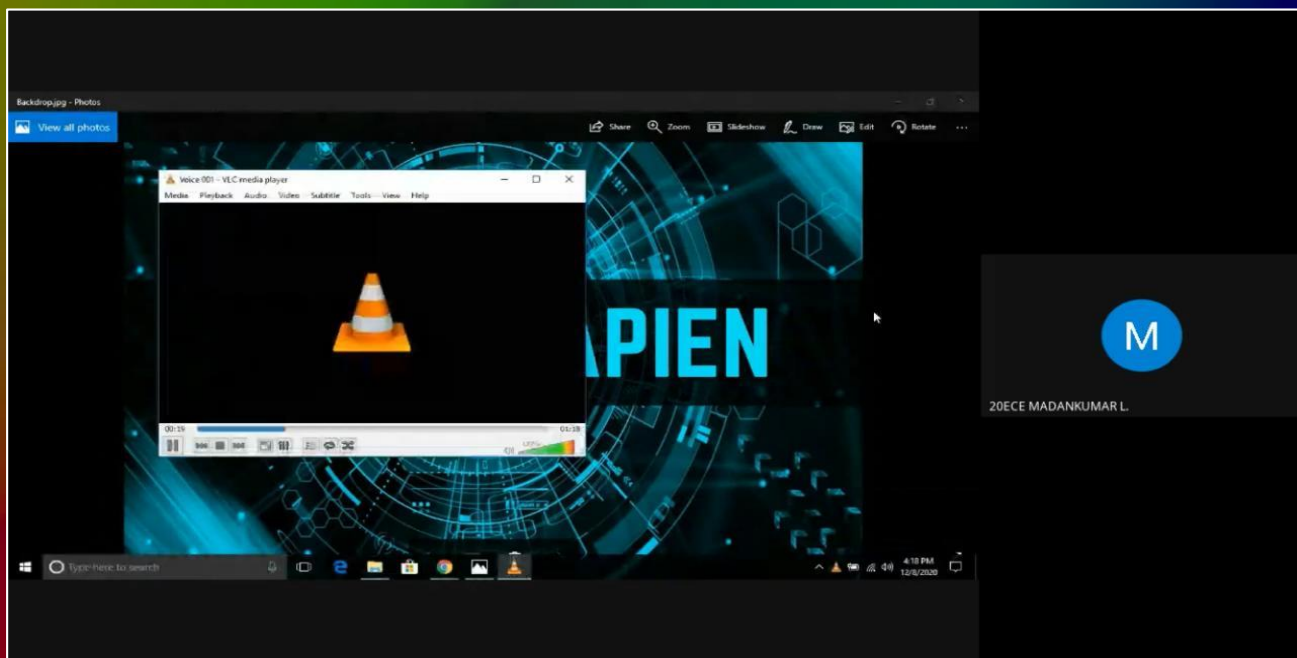 Backdrop.jpg - Photos
View all photos
Share Zoom Slideshow Draw Edit Rotate ...
Voice 001 - VLC media player
Media Playback Audio Video Subtitle Tools View Help
APIEN
M
20ECE MADANKUMAR L.
00:19 01:18
Type here to search
4:18 PM
12/8/2020